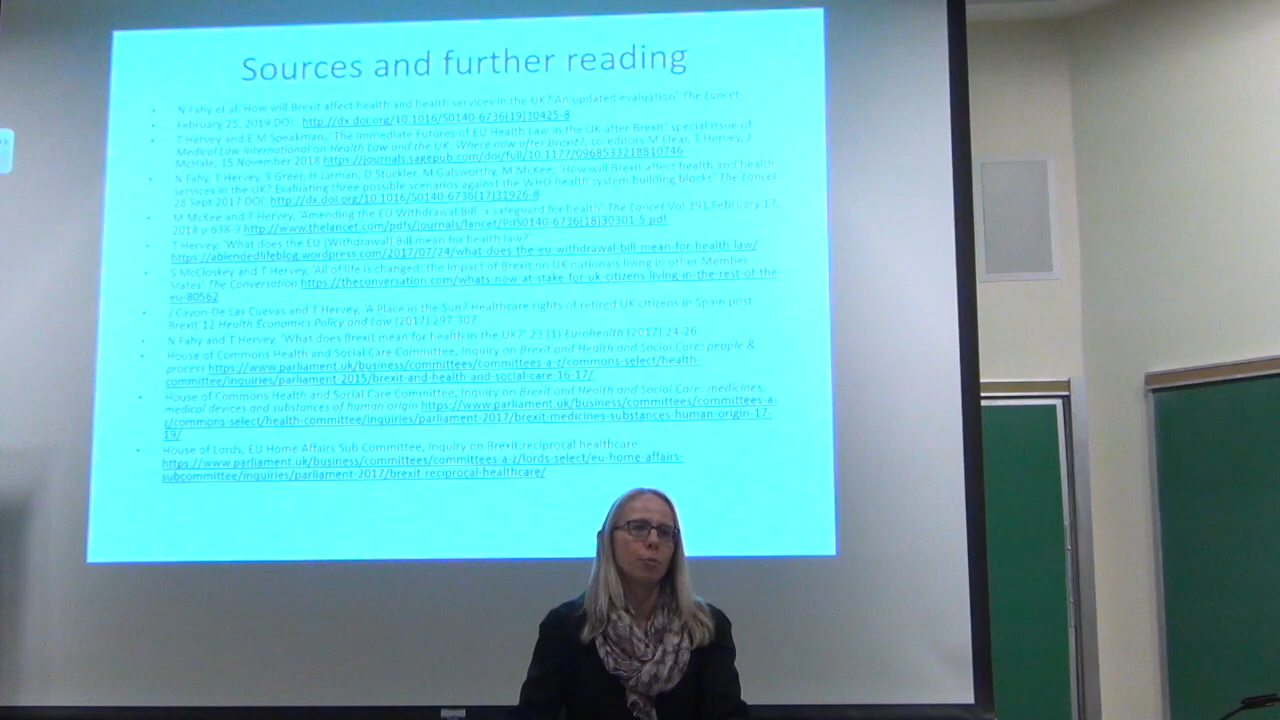 Sources and further reading
N Fahy et al 'How will Brexit affect health and health services in the UK? An updated evaluation' The Lancet
February 25, 2019 DOI: http://dx.doi.org/10.1016/S0140-6736(19)30425-8
T Hervey and E M Speakman, 'The Immediate Futures of EU Health Law in the UK after Brexit' special issue of
Medical Law International on Health Law and the UK: Where now after Brexit?, co-editors M Flear, T Hervey, J
McHale, 15 November 2018 https://journals.sagepub.com/doi/full/10.1177/0968533218810746
N Fahy, T Hervey, S Greer, H Jarman, D Stuckler, M Galsworthy, M McKee, 'How will Brexit affect health and health
services in the UK? Evaluating three possible scenarios against the WHO health system building blocks' The Lancet
28 Sept 2017 DOI: http://dx.doi.org/10.1016/S0140-6736(17)31926-8
M McKee and T Hervey, 'Amending the EU Withdrawal Bill: a safeguard for health' The Lancet Vol 391 February 17,
2018 p 638-9 http://www.thelancet.com/pdfs/journals/lancet/PIIS0140-6736(18)30301-5.pdf
T Hervey, 'What does the EU (Withdrawal) Bill mean for health law?'
https://abiendedlifeblog.wordpress.com/2017/07/24/what-does-the-eu-withdrawal-bill-mean-for-health-law/
S McCloskey and T Hervey, 'All of life is changed: the impact of Brexit on UK nationals living in other Member
States' The Conversation https://theconversation.com/whats-now-at-stake-for-uk-citizens-living-in-the-rest-of-the-
eu-80562
J Cayon-De Las Cuevas and T Hervey, 'A Place in the Sun? Healthcare rights of retired UK citizens in Spain post
Brexit' 12 Health Economics Policy and Law (2017) 297-307
N Fahy and T Hervey, 'What does Brexit mean for health in the UK?' 23 (1) Eurohealth (2017) 24-26
House of Commons Health and Social Care Committee, Inquiry on Brexit and Health and Social Care: people &
process https://www.parliament.uk/business/committees/committees-a-z/commons-select/health-
committee/inquiries/parliament-2015/brexit-and-health-and-social-care-16-17/
House of Commons Health and Social Care Committee, Inquiry on Brexit and Health and Social Care: medicines,
medical devices and substances of human origin https://www.parliament.uk/business/committees/committees-a-
z/commons-select/health-committee/inquiries/parliament-2017/brexit-medicines-substances-human-origin-17-
19/
House of Lords, EU Home Affairs Sub Committee, Inquiry on Brexit:reciprocal healthcare
https://www.parliament.uk/business/committees/committees-a-z/lords-select/eu-home-affairs-
subcommittee/inquiries/parliament-2017/brexit-reciprocal-healthcare/